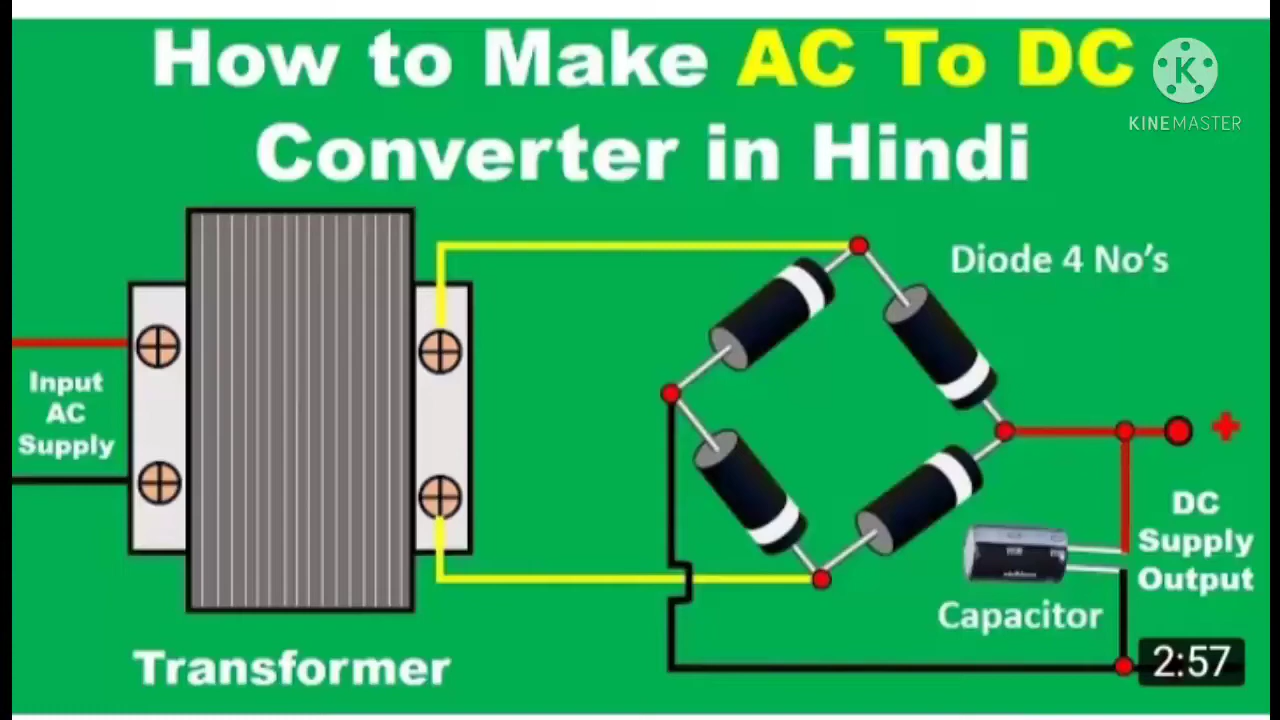 How to Make AC To DC
Converter in Hindi
KINEMASTER
Diode 4 No's
Input
AC
Supply
+
DC
Supply
Output
Capacitor
Transformer
2:57